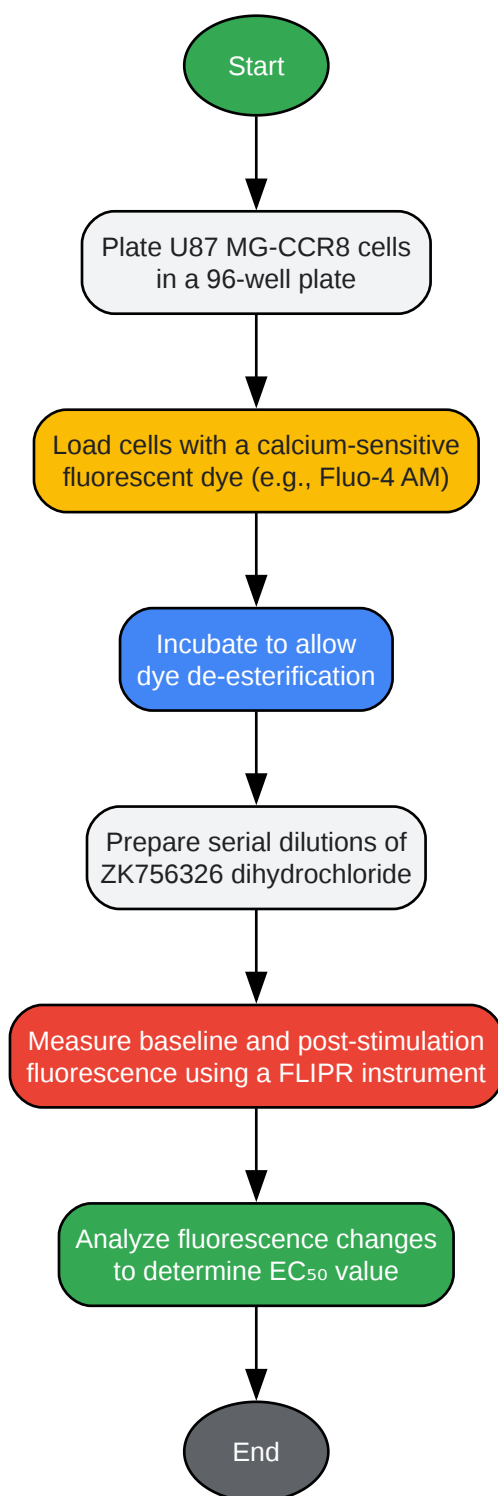 Start
Plate U87 MG-CCR8 cells
in a 96-well plate
Load cells with a calcium-sensitive
fluorescent dye (e.g., Fluo-4 AM)
Incubate to allow
dye de-esterification
Prepare serial dilutions of
ZK756326 dihydrochloride
Measure baseline and post-stimulation
fluorescence using a FLIPR instrument
Analyze fluorescence changes
to determine EC₅₀ value
End